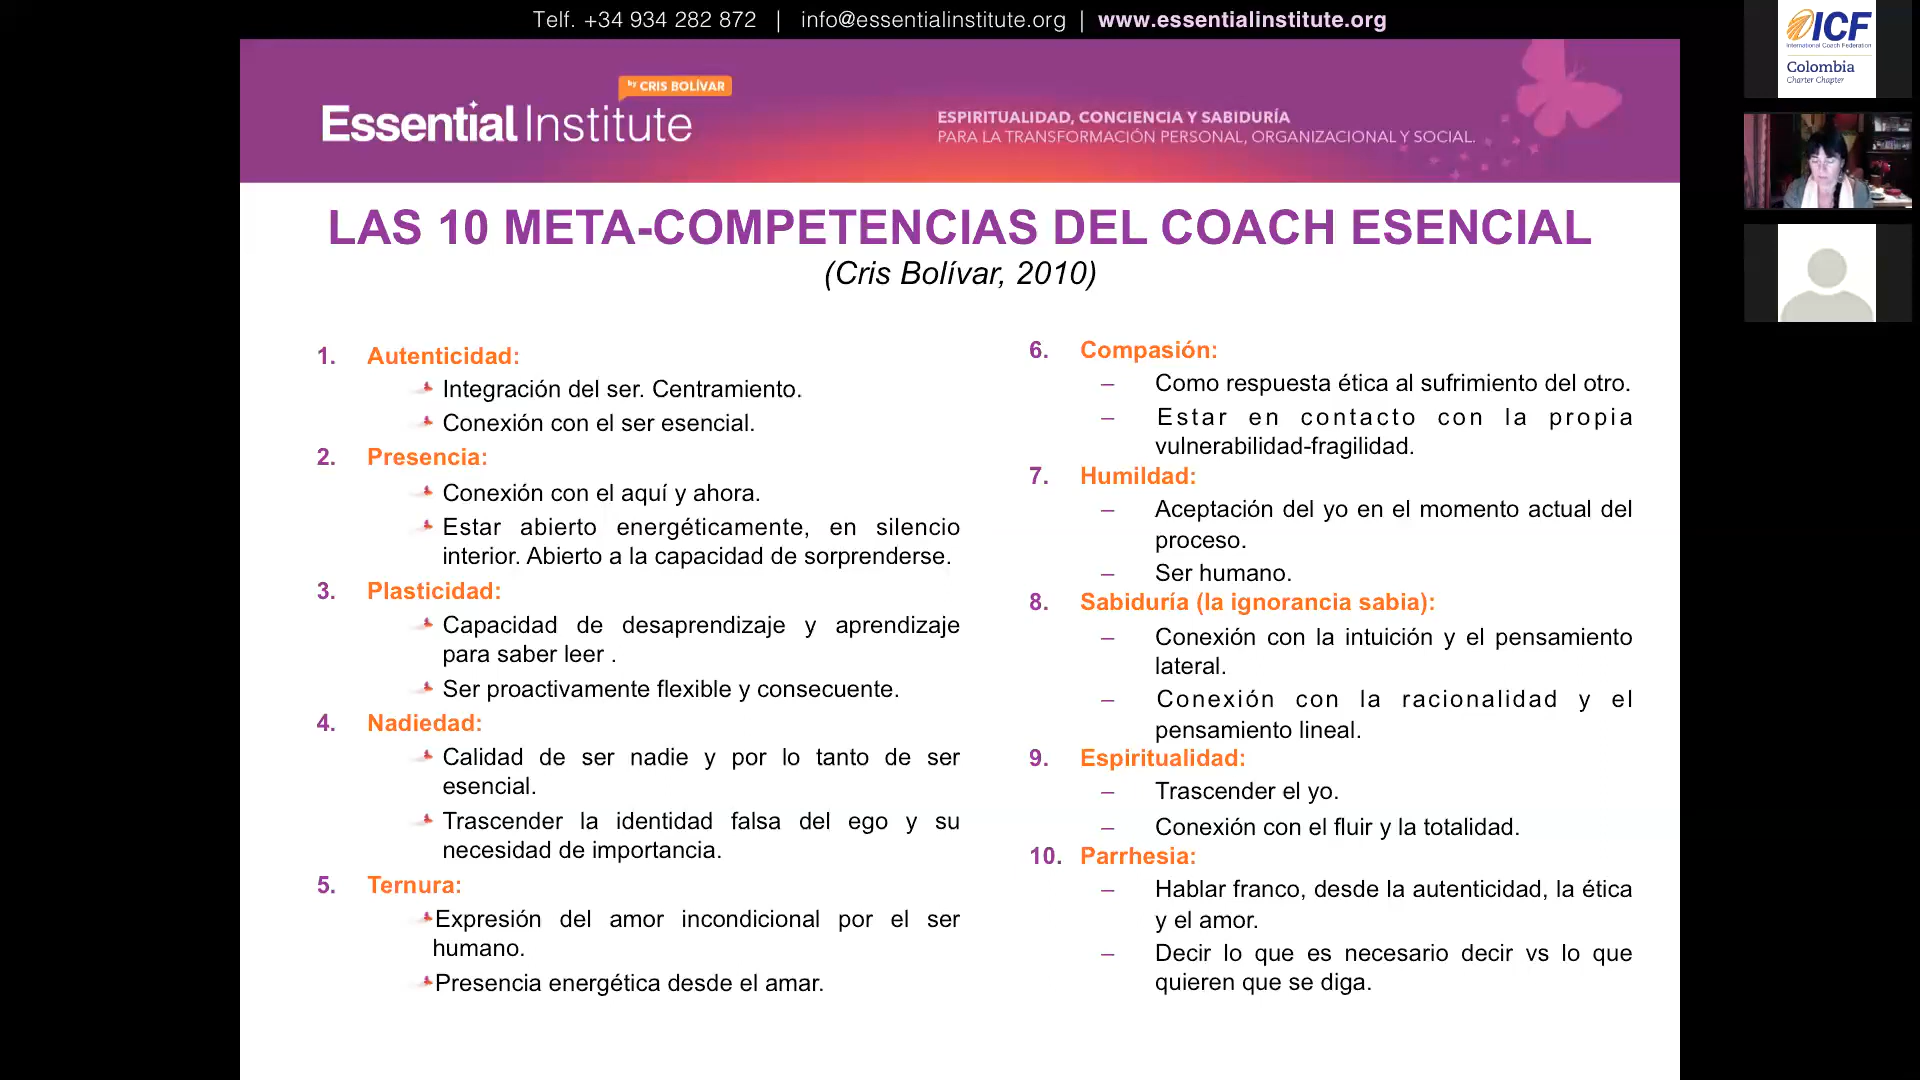 Telf. +34 934 282 872 | info@essentialinstitute.org | www.essentialinstitute.org
by CRIS BOLÍVAR
Essential Institute
ESPIRITUALIDAD, CONCIENCIA Y SABIDURÍA
PARA LA TRANSFORMACIÓN PERSONAL, ORGANIZACIONAL Y SOCIAL.
ICF
International Coach Federation
Colombia
Charter Chapter
LAS 10 META-COMPETENCIAS DEL COACH ESENCIAL
(Cris Bolívar, 2010)
1. Autenticidad:
Integración del ser. Centramiento.
Conexión con el ser esencial.
2. Presencia:
Conexión con el aquí y ahora.
Estar abierto energéticamente, en silencio
interior. Abierto a la capacidad de sorprenderse.
3. Plasticidad:
Capacidad de desaprendizaje y aprendizaje
para saber leer .
Ser proactivamente flexible y consecuente.
4. Nadiedad:
Calidad de ser nadie y por lo tanto de ser
esencial.
Trascender la identidad falsa del ego y su
necesidad de importancia.
5. Ternura:
Expresión del amor incondicional por el ser
humano.
Presencia energética desde el amar.
6. Compasión:
– Como respuesta ética al sufrimiento del otro.
– Estar en contacto con la propia
vulnerabilidad-fragilidad.
7. Humildad:
– Aceptación del yo en el momento actual del
proceso.
– Ser humano.
8. Sabiduría (la ignorancia sabia):
– Conexión con la intuición y el pensamiento
lateral.
– Conexión con la racionalidad y el
pensamiento lineal.
9. Espiritualidad:
– Trascender el yo.
– Conexión con el fluir y la totalidad.
10. Parrhesia:
– Hablar franco, desde la autenticidad, la ética
y el amor.
– Decir lo que es necesario decir vs lo que
quieren que se diga.